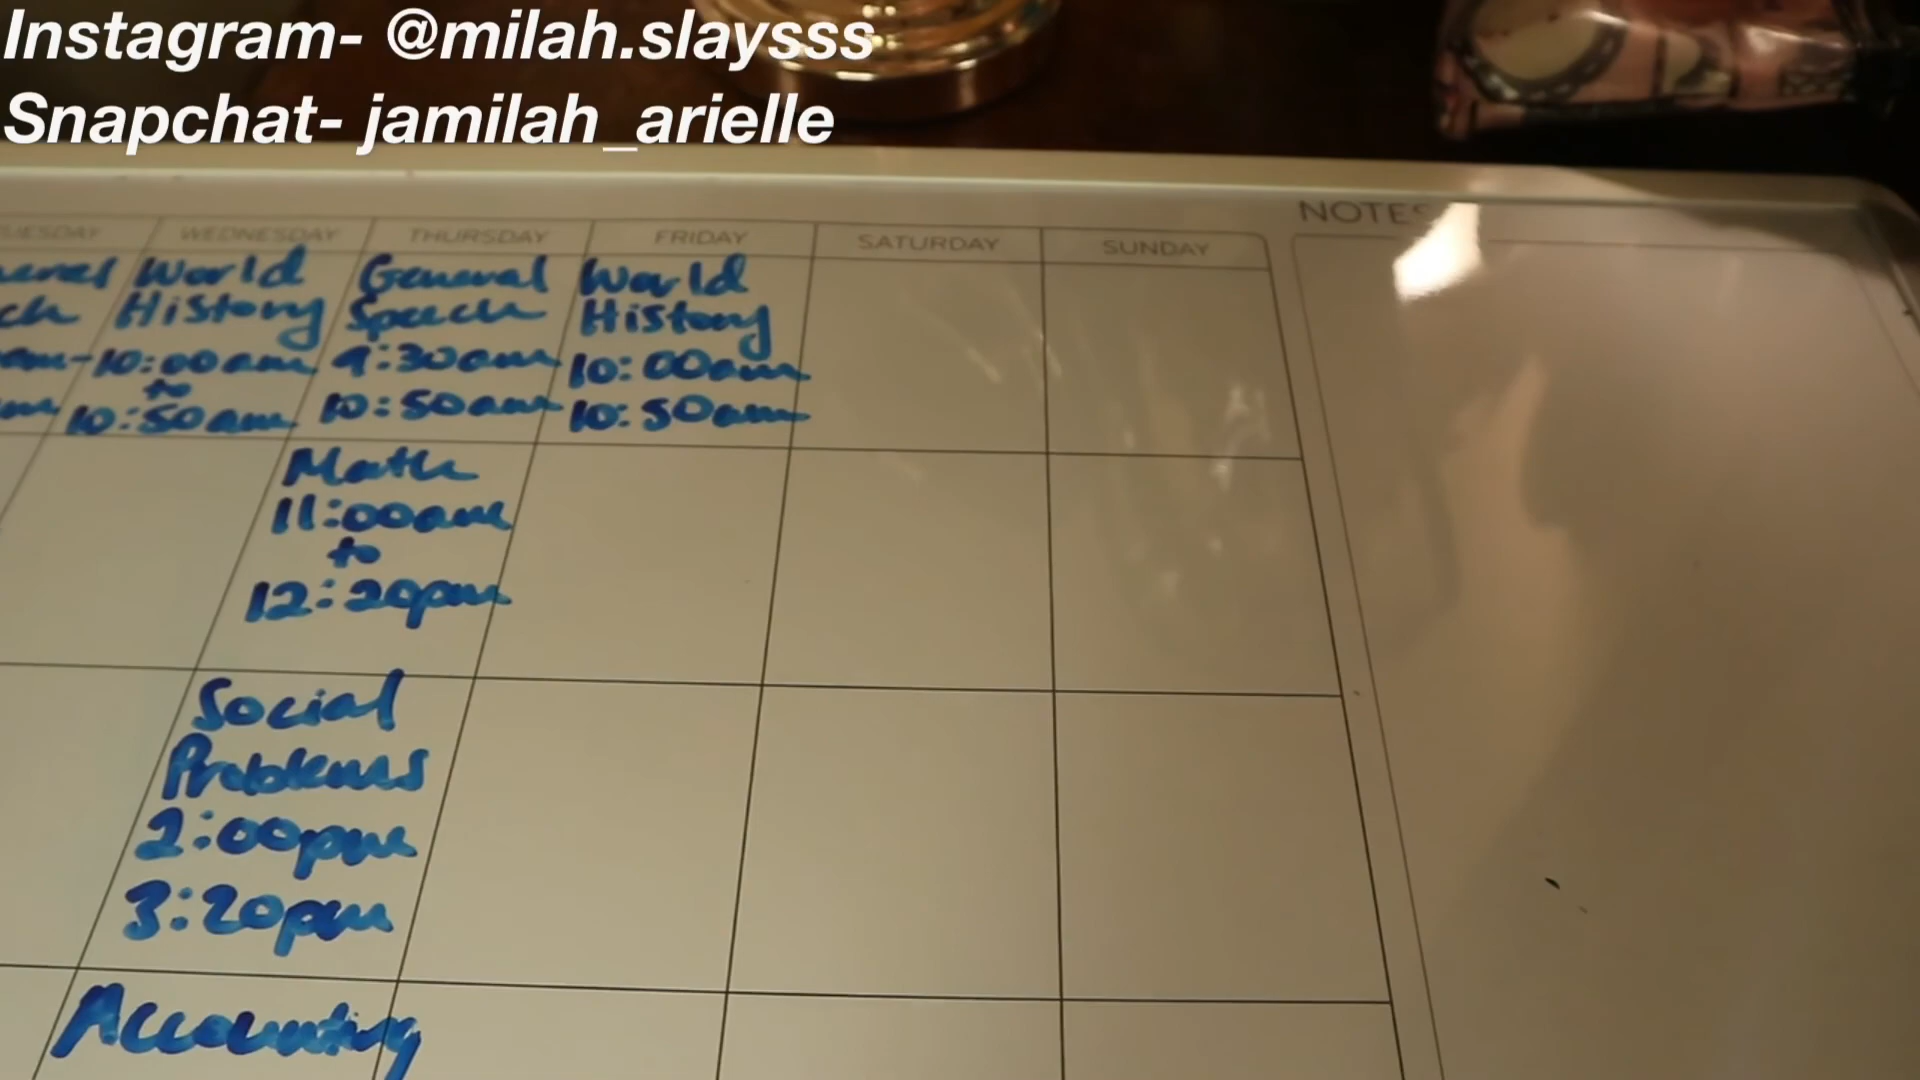 Instagram- @milah.slaysss
Snapchat- jamilah_arielle
NOTES
WEDNESDAY
THURSDAY
FRIDAY
SATURDAY
SUNDAY
World
History
10:00am
to
10:50am
General
Speech
9:30am
10:50am
World
History
10:00am
10:50am
Math
11:00am
to
12:20pm
Social
Problems
2:00pm
3:20pm
Accounting